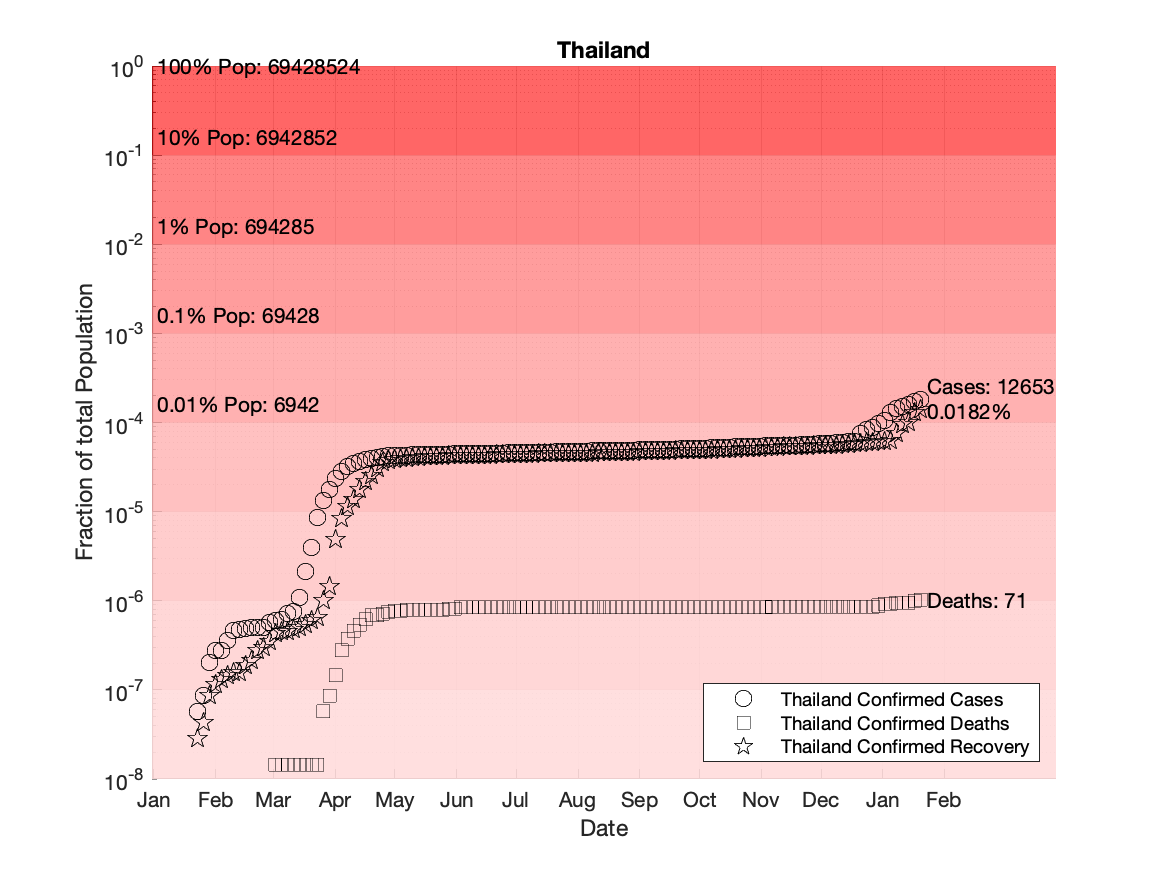 Thailand
10^0
100% Pop: 69428524
10% Pop: 6942852
10^-1
1% Pop: 694285
10^-2
0.1% Pop: 69428
10^-3
0.01% Pop: 6942
10^-4
10^-5
10^-6
10^-7
10^-8
Fraction of total Population
Cases: 12653
0.0182%
Deaths: 71
Thailand Confirmed Cases
Thailand Confirmed Deaths
Thailand Confirmed Recovery
Jan Feb Mar Apr May Jun Jul Aug Sep Oct Nov Dec Jan Feb
Date